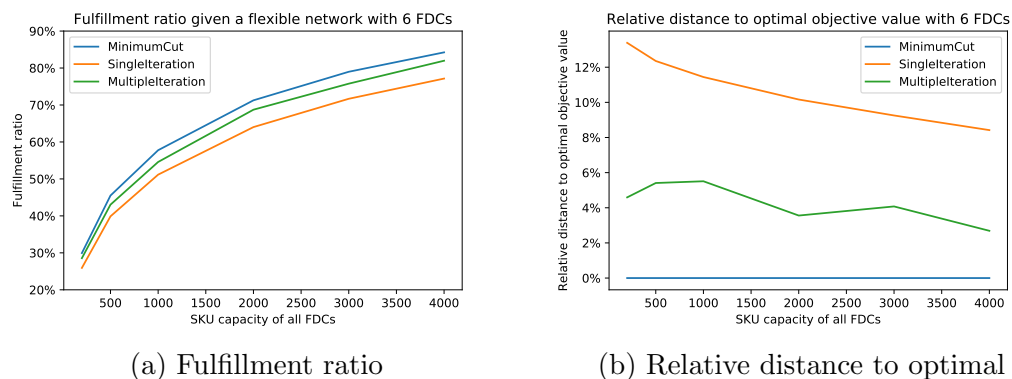 Fulfillment ratio given a flexible network with 6 FDCs
90%
80%
70%
60%
50%
40%
30%
20%
Fulfillment ratio
MinimumCut
SingleIteration
MultipleIteration
500 1000 1500 2000 2500 3000 3500 4000
SKU capacity of all FDCs
(a) Fulfillment ratio
Relative distance to optimal objective value with 6 FDCs
12%
10%
8%
6%
4%
2%
0%
Relative distance to optimal objective value
MinimumCut
SingleIteration
MultipleIteration
500 1000 1500 2000 2500 3000 3500 4000
SKU capacity of all FDCs
(b) Relative distance to optimal